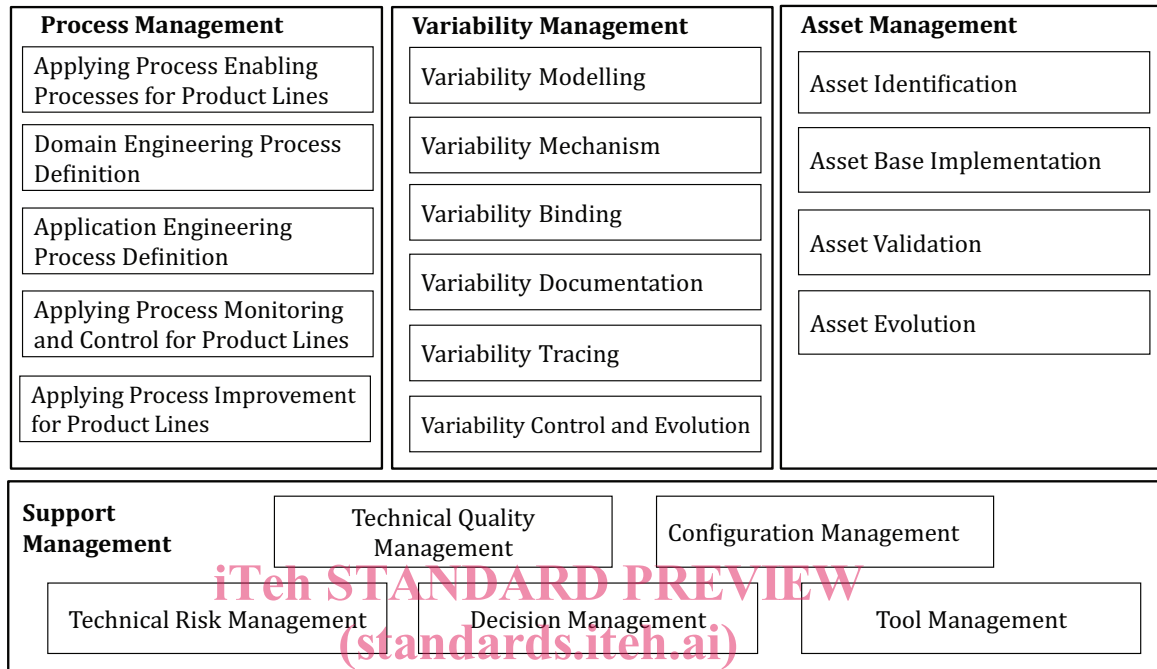 Process Management
Applying Process Enabling
Processes for Product Lines
Domain Engineering Process
Definition
Application Engineering
Process Definition
Applying Process Monitoring
and Control for Product Lines
Applying Process Improvement
for Product Lines
Variability Management
Variability Modelling
Variability Mechanism
Variability Binding
Variability Documentation
Variability Tracing
Variability Control and Evolution
Asset Management
Asset Identification
Asset Base Implementation
Asset Validation
Asset Evolution
Support
Management
Technical Quality
Management
Configuration Management
iTeh STANDARD PREVIEW
Technical Risk Management
Decision Management
Tool Management
(standards.iteh.ai)